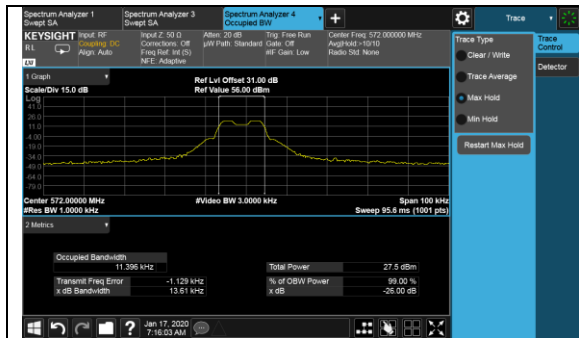 Spectrum Analyzer 1
Swept SA
Spectrum Analyzer 3
Swept SA
Spectrum Analyzer 4
Occupied BW
+
Trace
KEYSIGHT
RL
LXI
Input: RF
Coupling: DC
Align: Auto
Input Z: 50 Ω
Corrections: Off
Freq Ref: Int (S)
NFE: Adaptive
Atten: 20 dB
µW Path: Standard
Trig: Free Run
Gate: Off
#IF Gain: Low
Center Freq: 572.000000 MHz
Avg|Hold:>10/10
Radio Std: None
Trace Type
Clear / Write
Trace Average
Max Hold
Min Hold
Restart Max Hold
Trace
Control
Detector
1 Graph
Scale/Div 15.0 dB
Ref Lvl Offset 31.00 dB
Ref Value 56.00 dBm
Log
41.0
26.0
11.0
-4.00
-19.0
-34.0
-49.0
-64.0
-79.0
Center 572.00000 MHz
#Res BW 1.0000 kHz
#Video BW 3.0000 kHz
Span 100 kHz
Sweep 95.6 ms (1001 pts)
2 Metrics
Occupied Bandwidth
11.396 kHz
Total Power 27.5 dBm
Transmit Freq Error -1.129 kHz
% of OBW Power 99.00 %
x dB Bandwidth 13.61 kHz
x dB -26.00 dB
?
Jan 17, 2020
7:16:03 AM